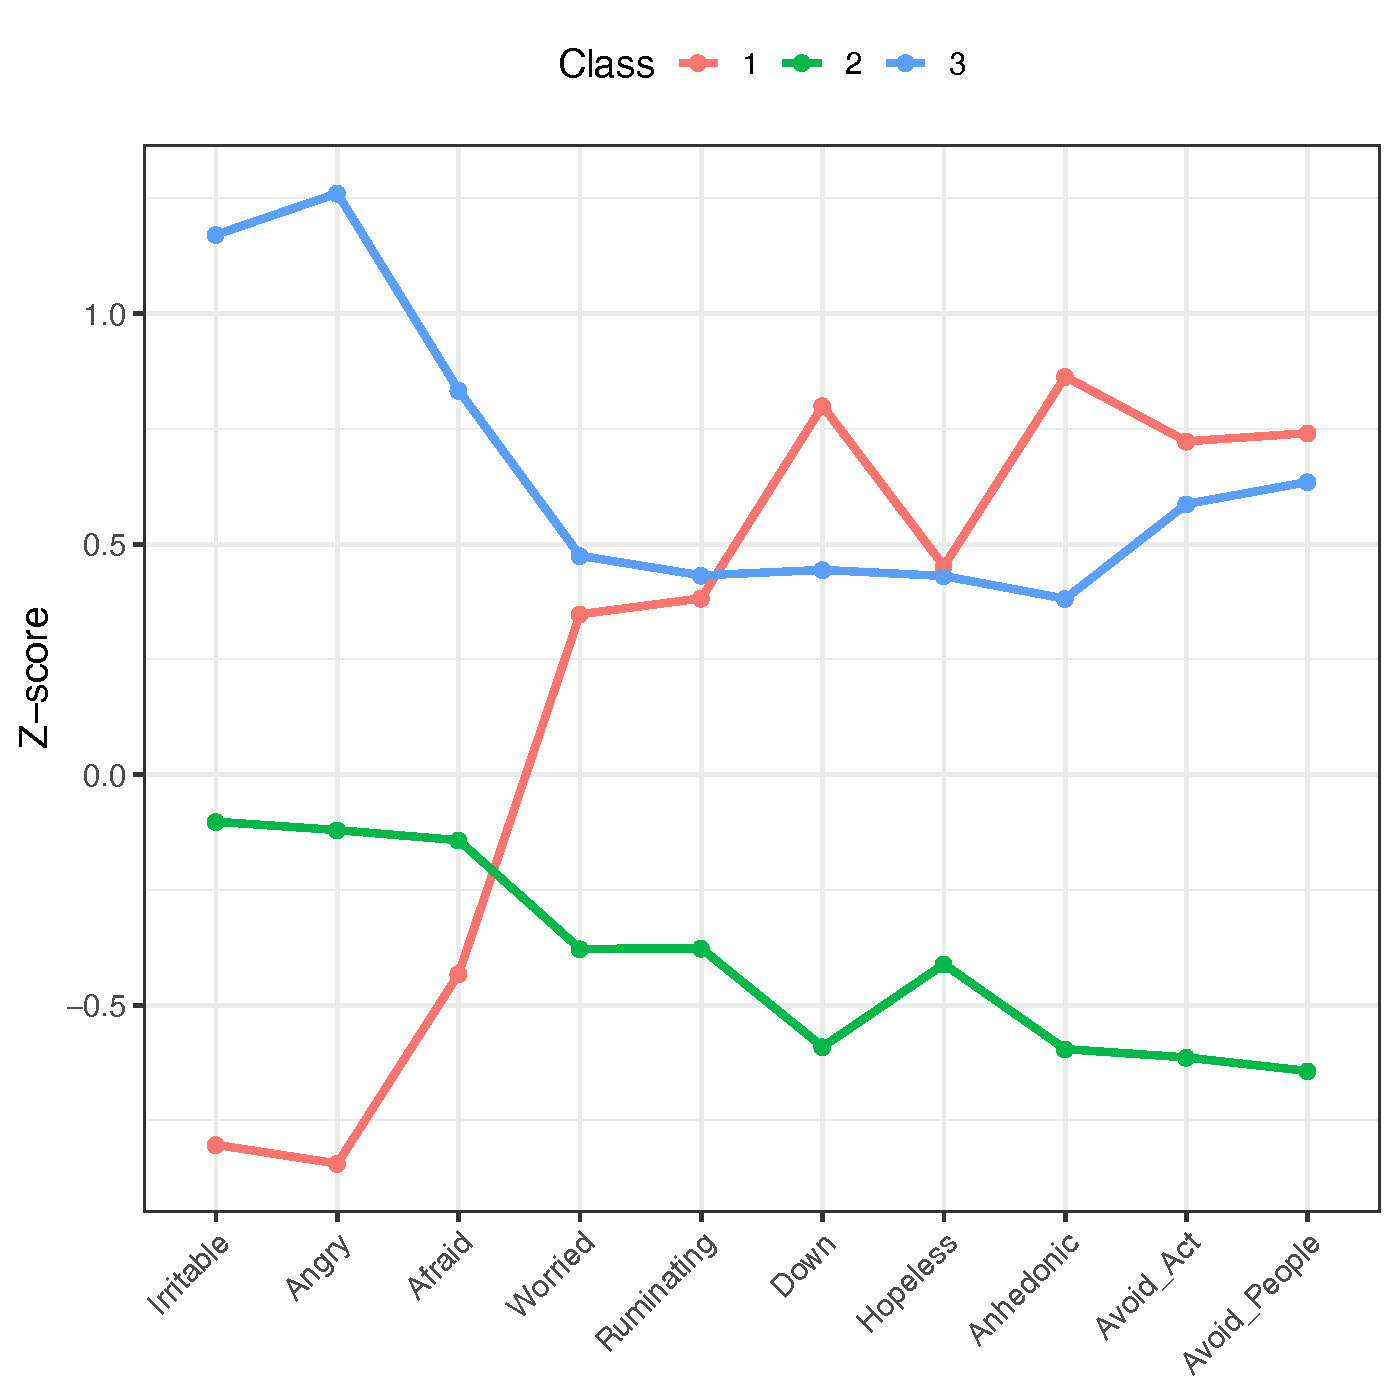 Class 1 2 3
Z-score
1.0
0.5
0.0
-0.5
Irritable
Angry
Afraid
Worried
Ruminating
Down
Hopeless
Anhedonic
Avoid_Act
Avoid_People